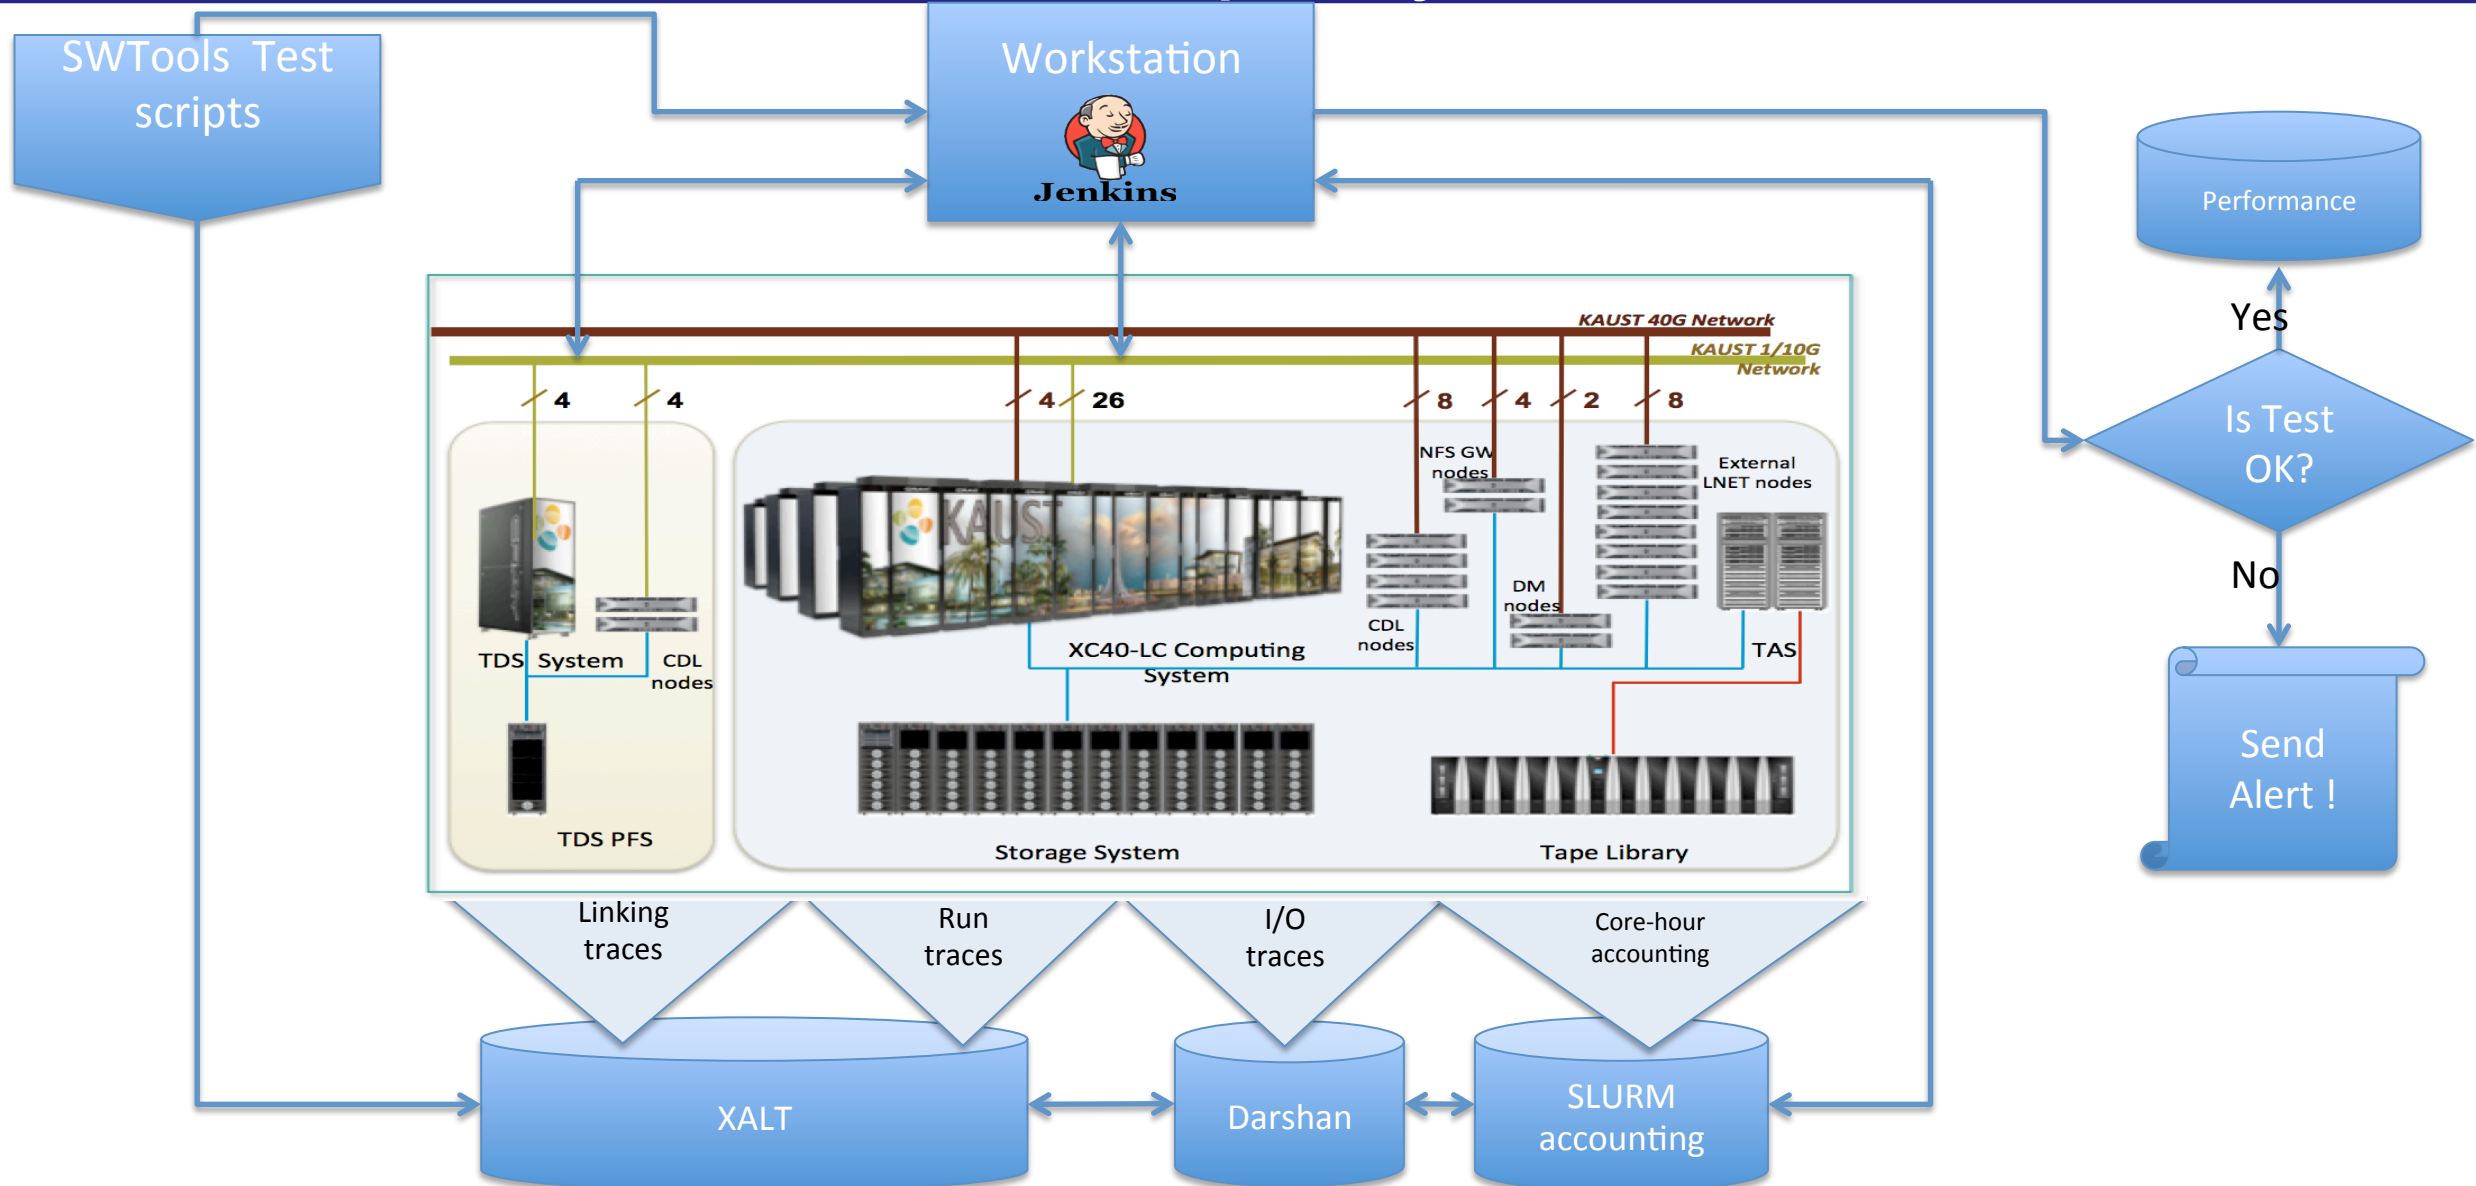 SWTools Test
scripts
Workstation
Jenkins
Performance
Yes
Is Test
OK?
No
Send
Alert !
KAUST 40G Network
KAUST 1/10G
Network
4
4
4
26
8
4
2
8
NFS GW
nodes
External
LNET nodes
KAUST
DM
nodes
CDL
nodes
TDS System
CDL
nodes
XC40-LC Computing
System
TAS
TDS PFS
Storage System
Tape Library
Linking
traces
Run
traces
I/O
traces
Core-hour
accounting
XALT
Darshan
SLURM
accounting